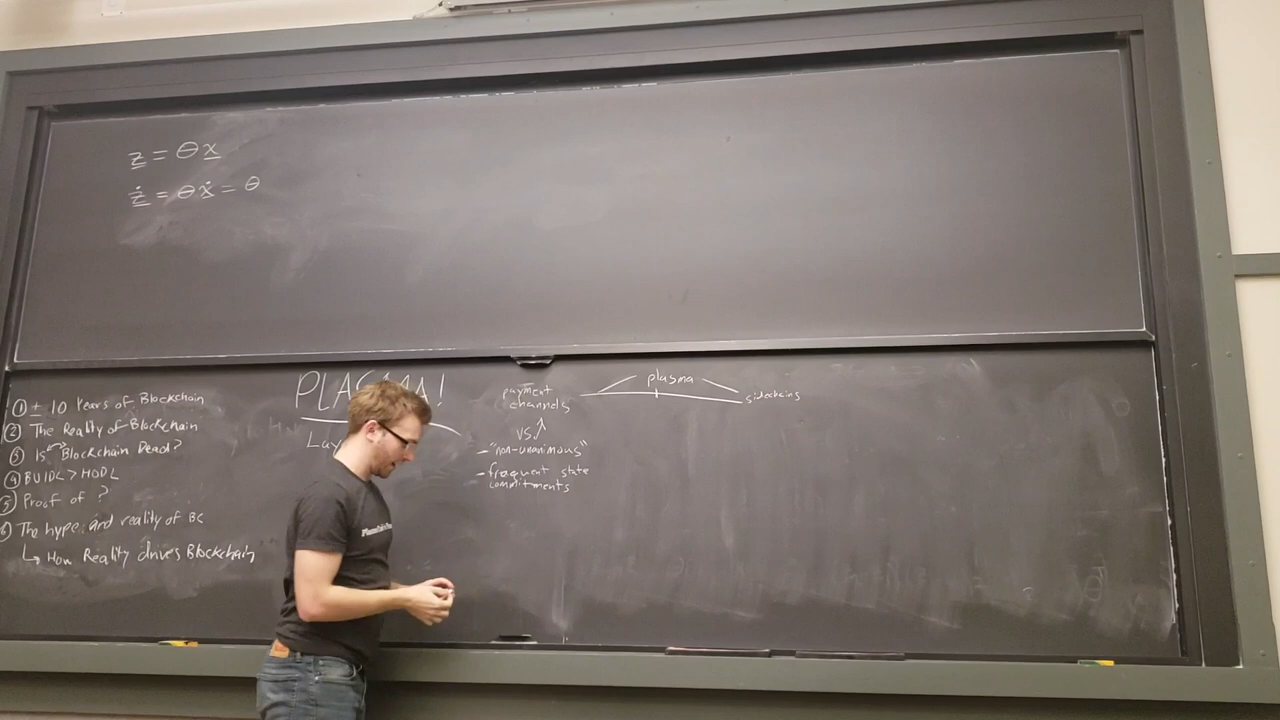 z = θx
ż = θẋ = θ
① ± 10 Years of Blockchain
② The Reality of Blockchain
③ Is Blockchain Dead?
④ BUIDL > HODL
⑤ Proof of ?
⑥ The hype and reality of BC
↳ How Reality drives Blockchain
PLASMA!
payment
channels
vs
- "non-unanimous"
- frequent state
commitments
plasma
sidechains